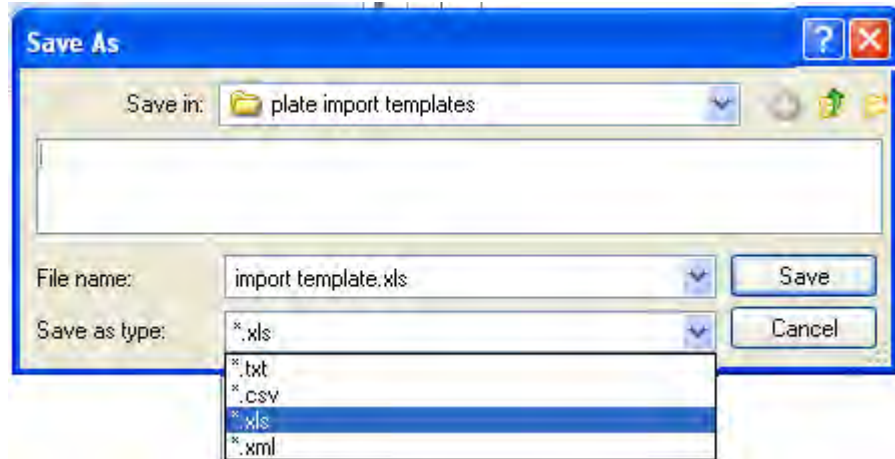 Save As
Save in: plate import templates
File name: import template.xls Save
Save as type: *.xls Cancel
*.txt
*.csv
*.xls
*.xml